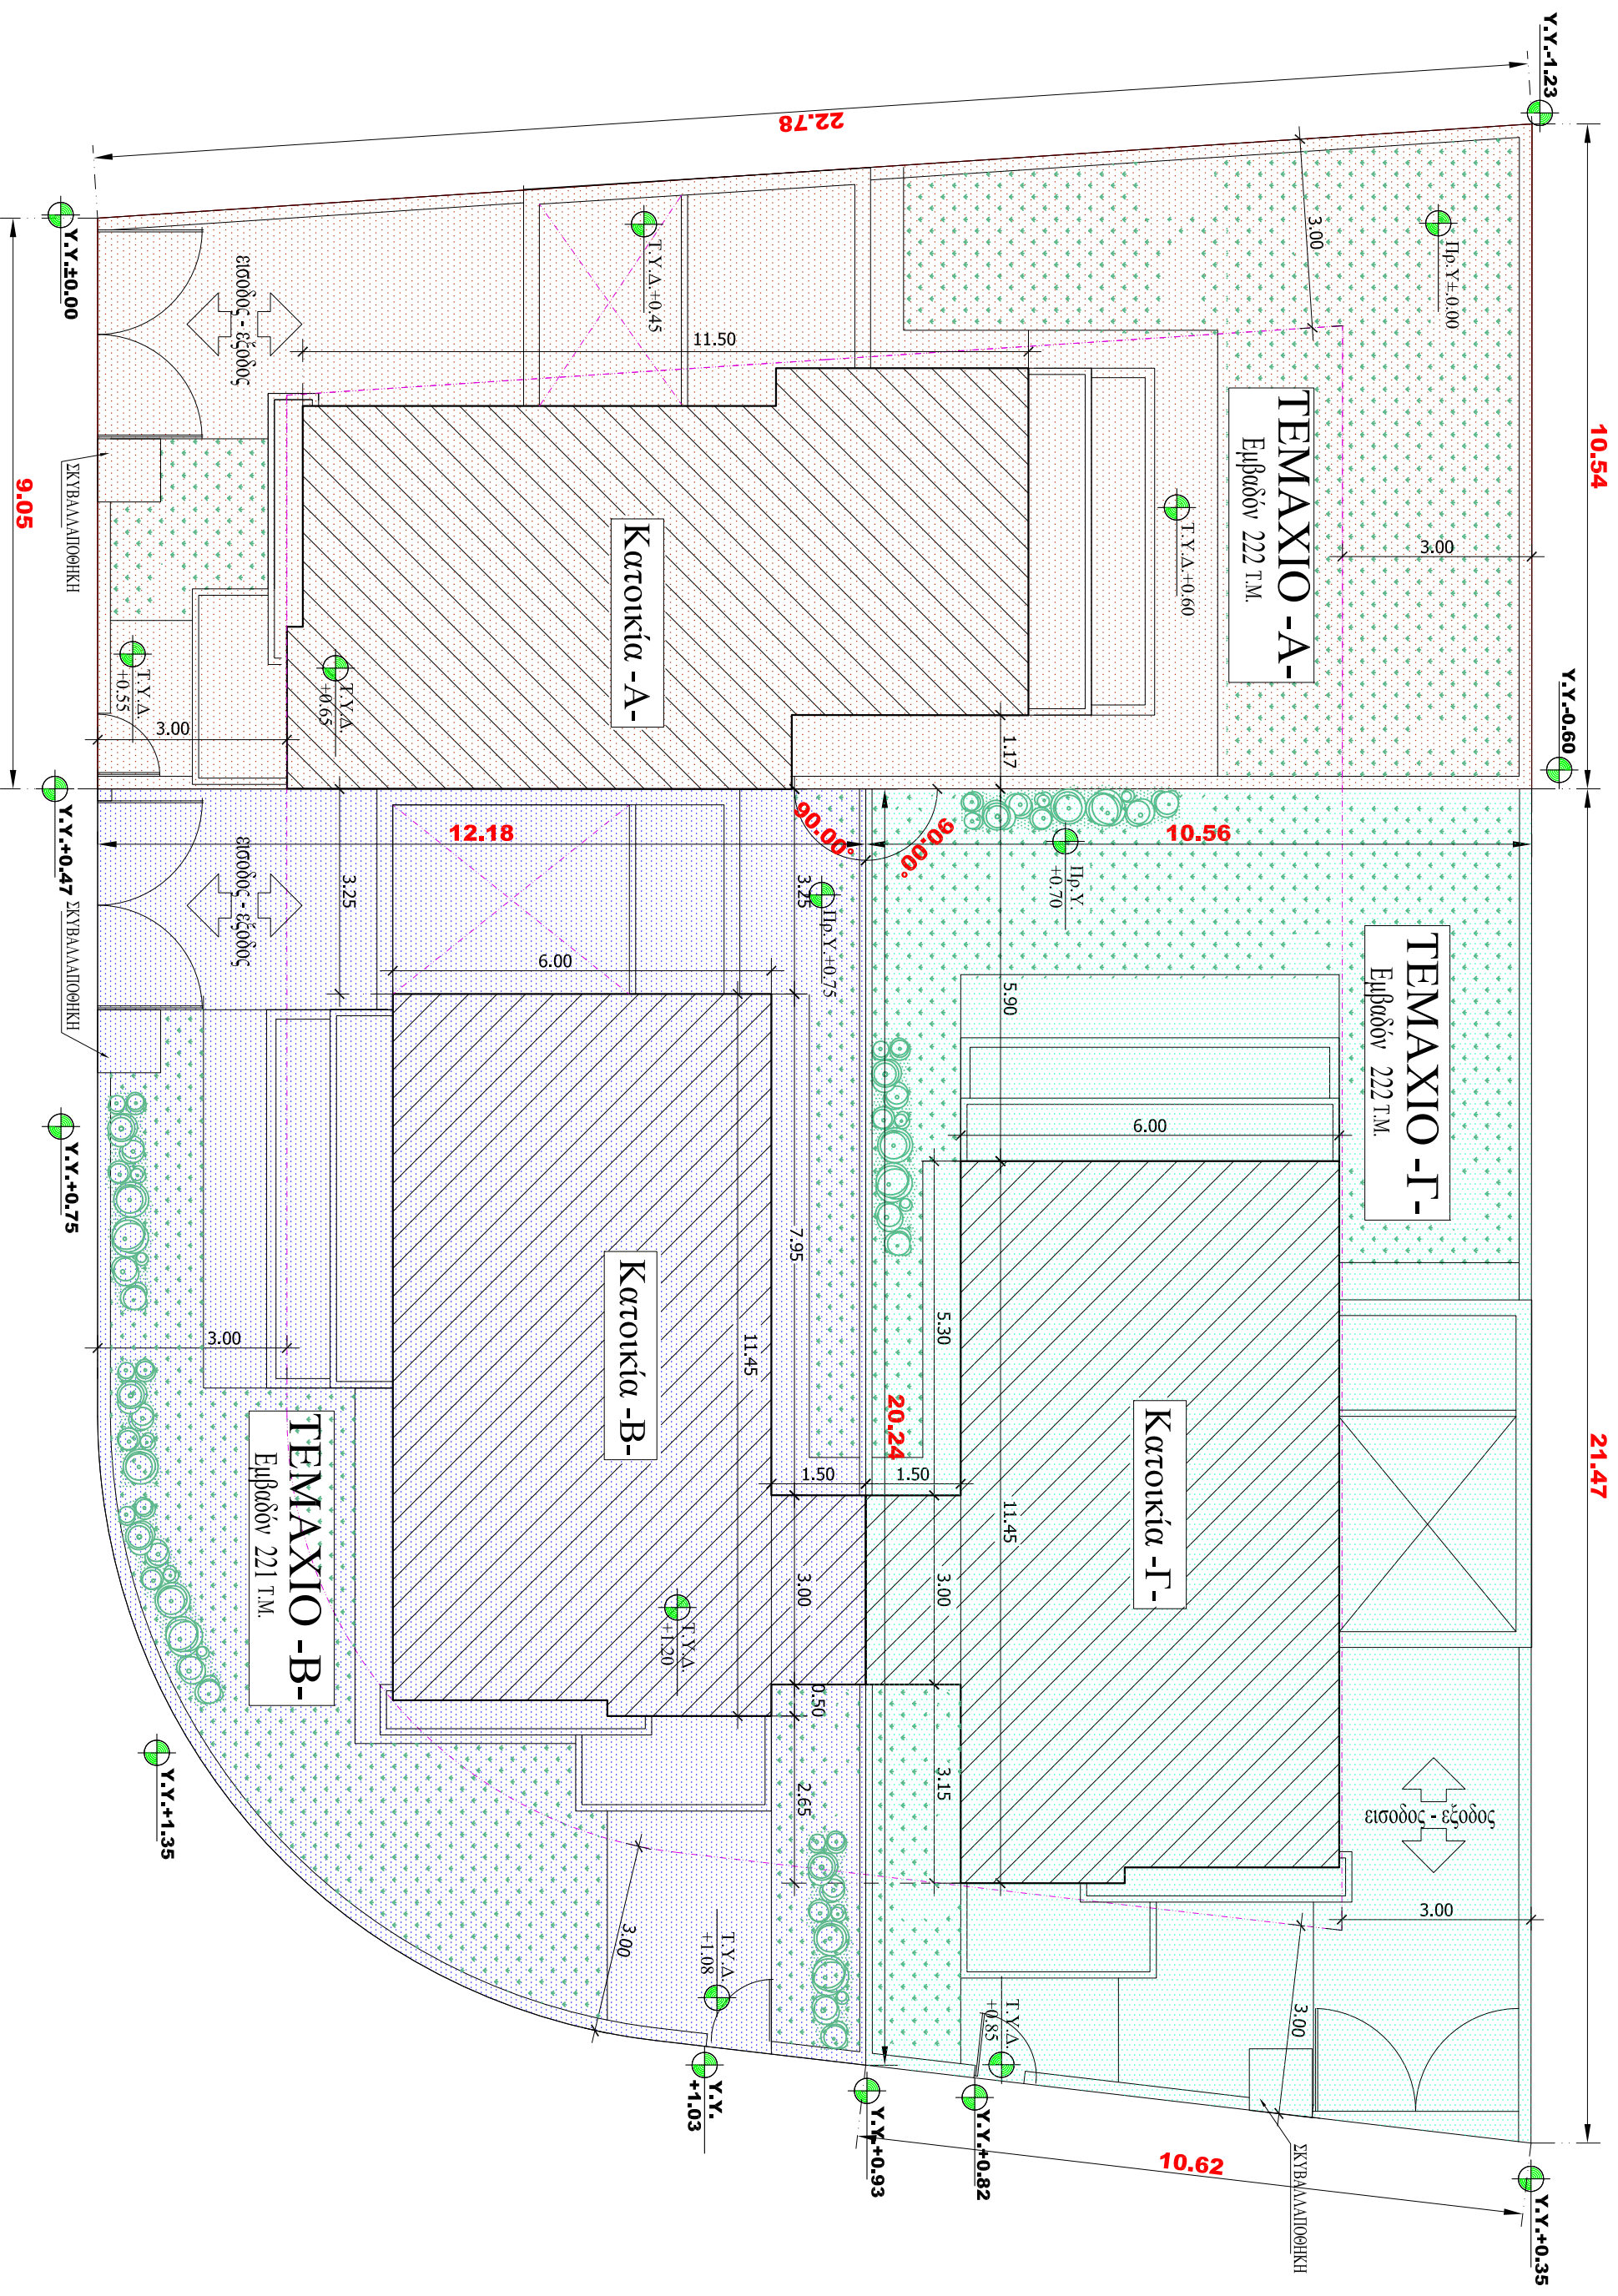 Υ.Υ.-1.23
10.54
22.78
3.00
Πρ.Υ±.0.00
Υ.Υ.±0.00
εισοδος - εξοδος
Τ.Υ.Δ.+0.45
11.50
ΤΕΜΑΧΙΟ -Α-
Εμβαδόν 222 Τ.Μ.
3.00
Τ.Υ.Δ.+0.60
9.05
ΣΚΥΒΑΛΛΑΠΟΘΗΚΗ
Κατοικία -Α-
Τ.Υ.Δ.
+0.55
Τ.Υ.Δ.
+0.65
3.00
1.17
Υ.Υ.-0.60
Υ.Υ.+0.47
ΣΚΥΒΑΛΛΑΠΟΘΗΚΗ
εισοδος - εξοδος
12.18
90.00°
90.00°
10.56
3.25
3.25
Πρ.Υ.+0.75
Πρ.Υ.
+0.70
6.00
5.90
ΤΕΜΑΧΙΟ -Γ-
Εμβαδόν 222 Τ.Μ.
6.00
Υ.Υ.+0.75
7.95
5.30
3.00
Κατοικία -Β-
11.45
20.24
21.47
1.50
1.50
11.45
Κατοικία -Γ-
ΤΕΜΑΧΙΟ -Β-
Εμβαδόν 221 Τ.Μ.
Τ.Υ.Δ.
+1.20
3.00
3.00
0.50
2.65
3.15
εισοδος - εξοδος
Υ.Υ.+1.35
3.00
3.00
3.00
Τ.Υ.Δ.
+1.08
Τ.Υ.Δ.
+0.85
Υ.Υ.
+1.03
Υ.Υ.+0.93
Υ.Υ.+0.82
10.62
ΣΚΥΒΑΛΛΑΠΟΘΗΚΗ
Υ.Υ.+0.35